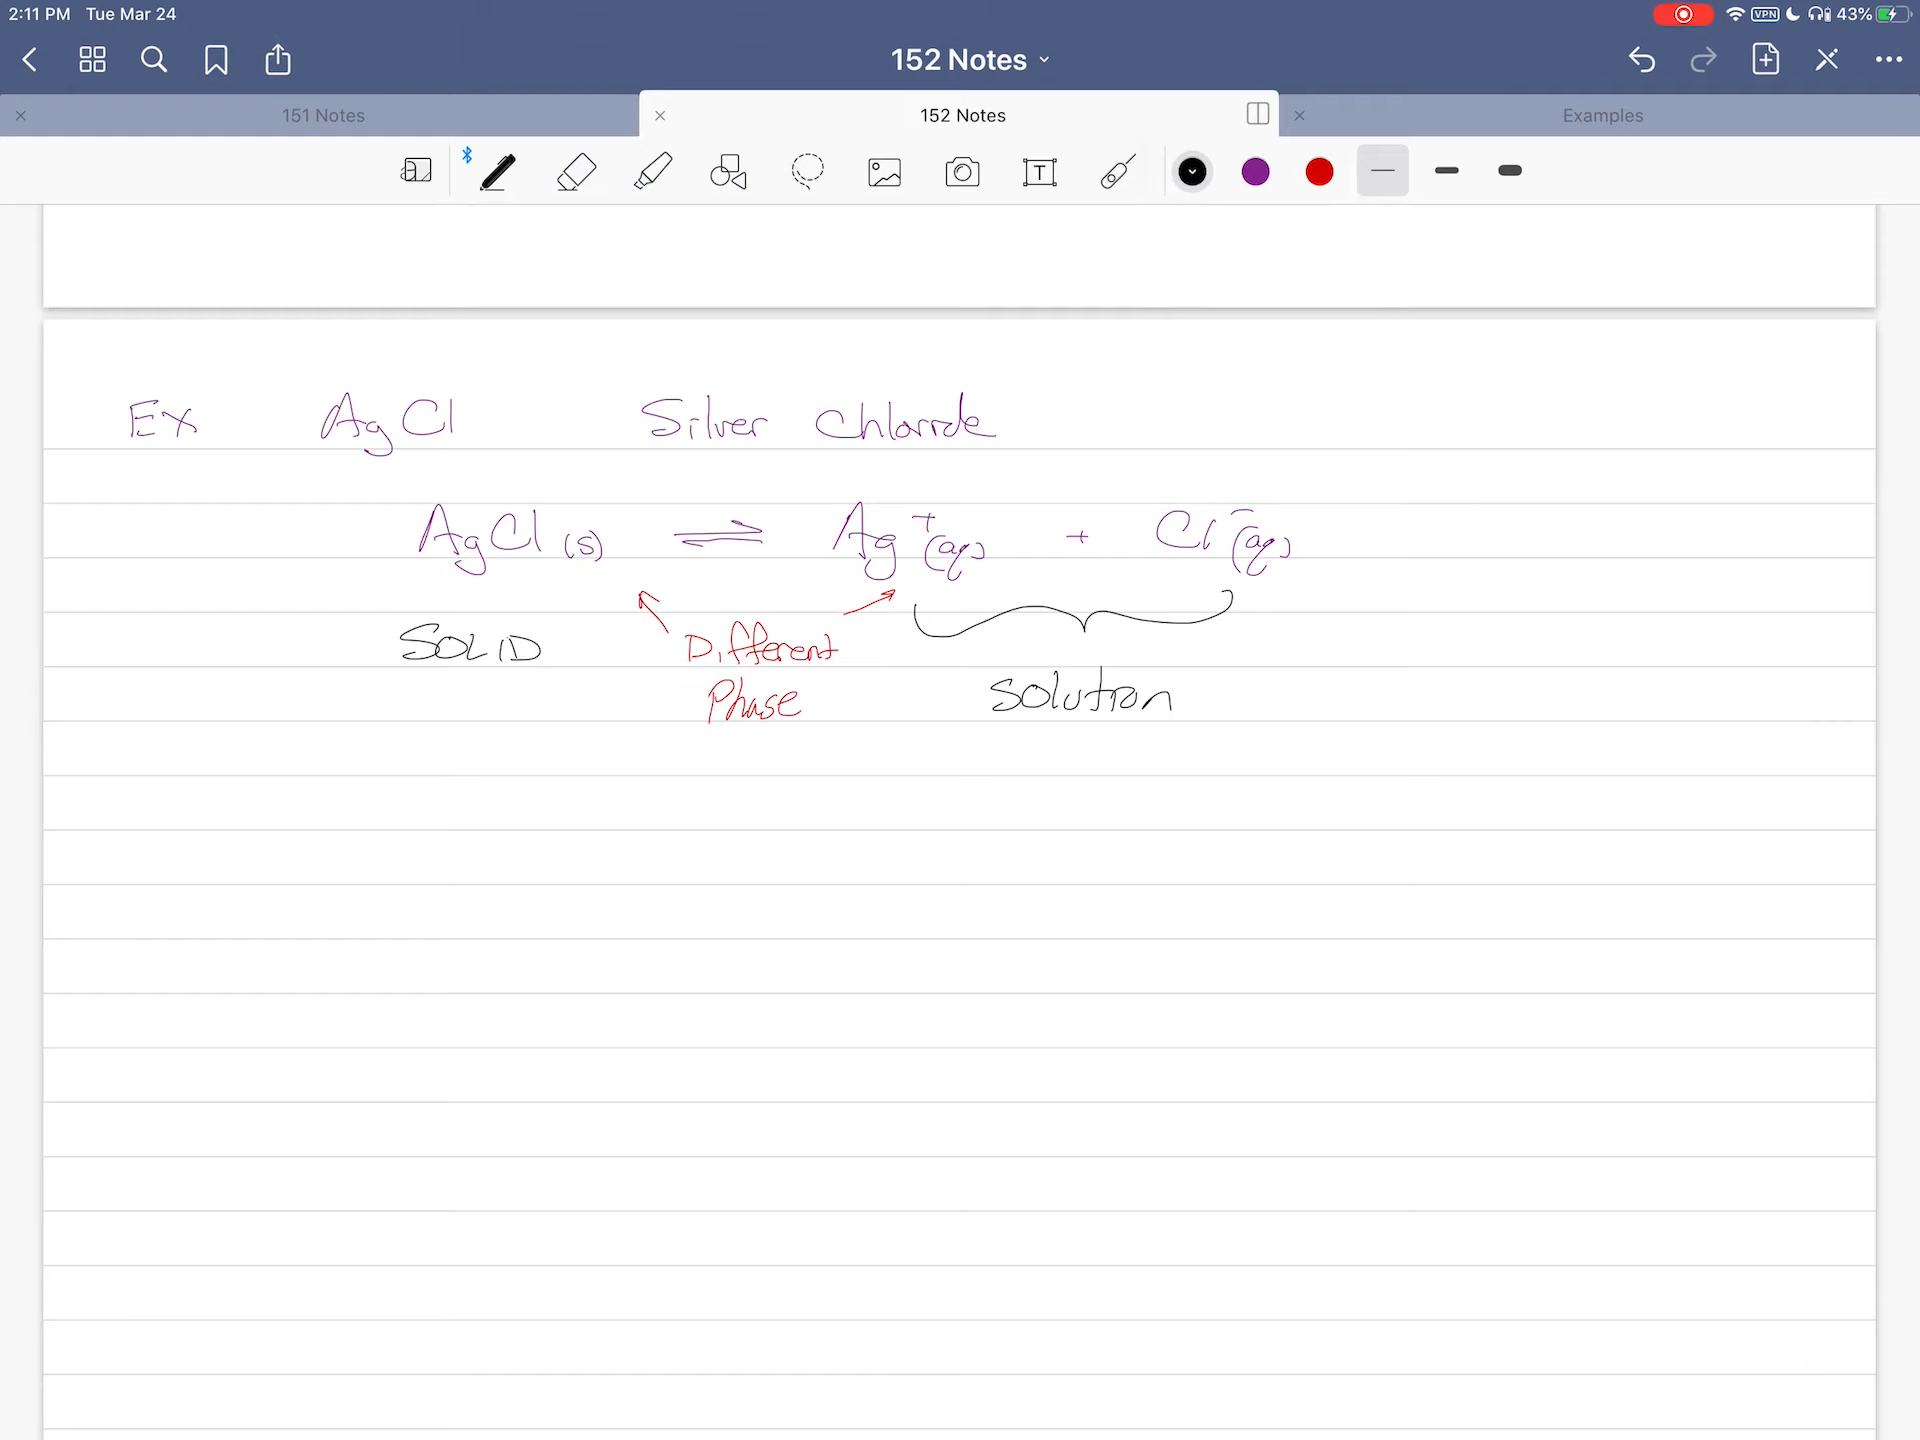 2:11 PM Tue Mar 24 VPN 43%
152 Notes
151 Notes 152 Notes Examples
T
Ex AgCl Silver Chloride
AgCl (s) ⇌ Ag⁺(aq) + Cl⁻(aq)
SOLID Different Solution
Phase